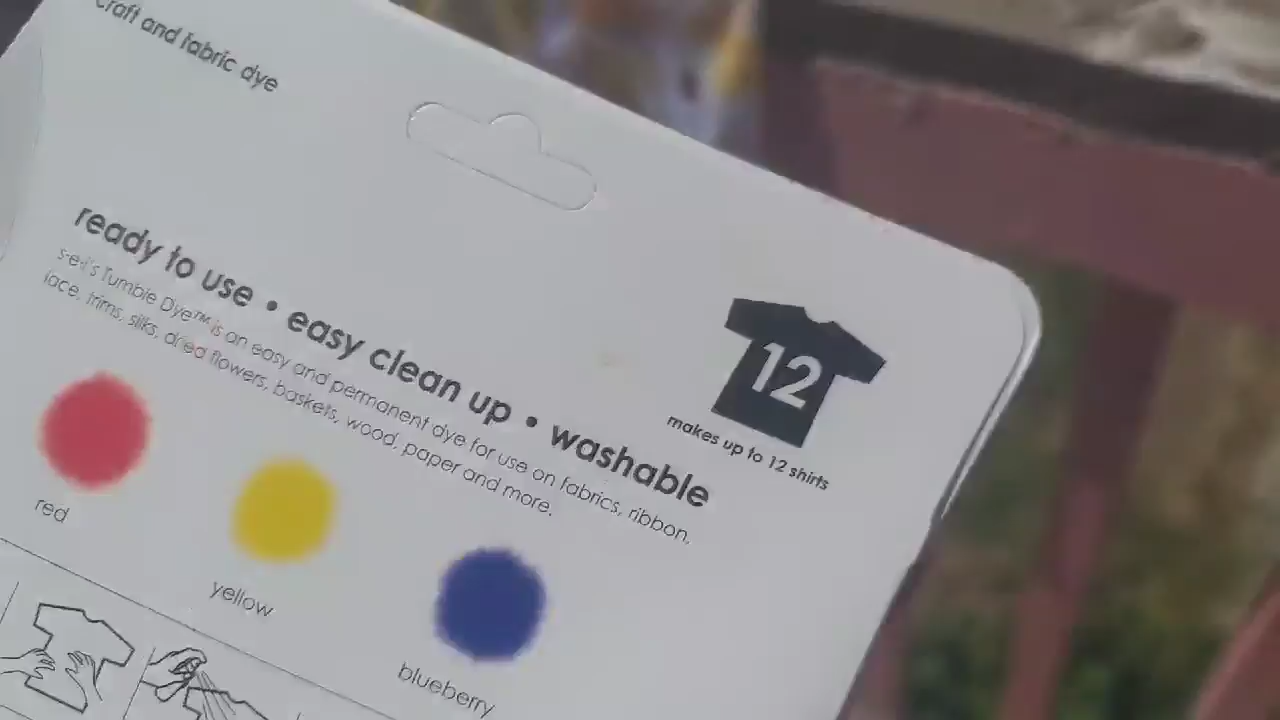 craft and fabric dye
ready to use • easy clean up • washable
s·e·i's Tumble Dye™ is an easy and permanent dye for use on fabrics, ribbon,
lace, trims, silks, dried flowers, baskets, wood, paper and more.
12
makes up to 12 shirts
red
yellow
blueberry